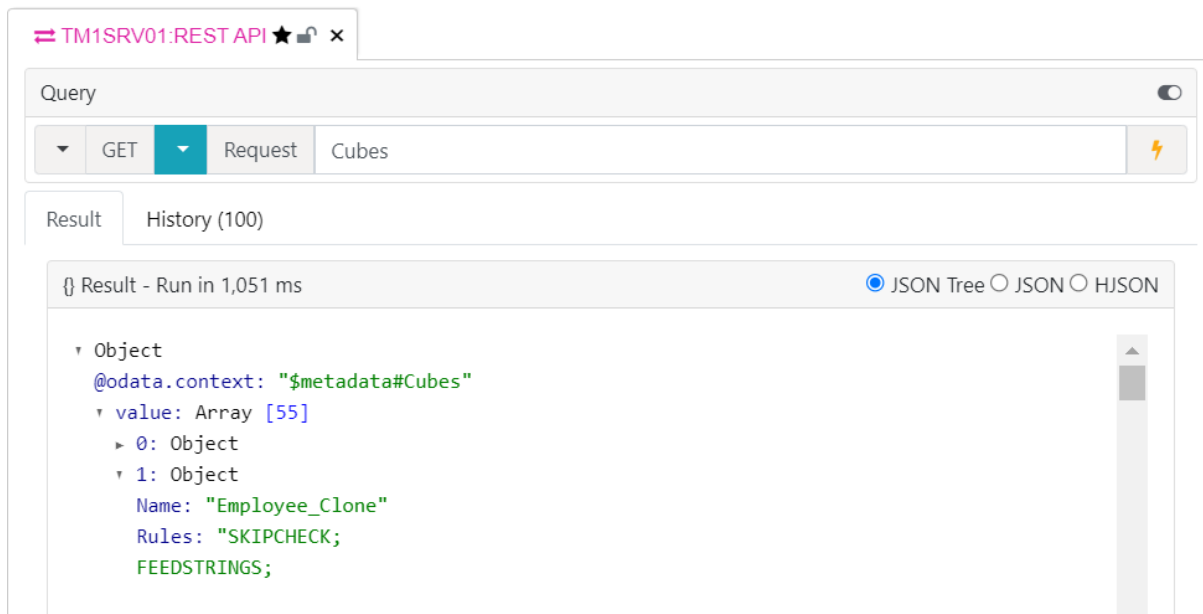 TM1SRV01:REST API
Query
GET Request Cubes
Result History (100)
{} Result - Run in 1,051 ms JSON Tree JSON HJSON
Object
@odata.context: "$metadata#Cubes"
value: Array [55]
0: Object
1: Object
Name: "Employee_Clone"
Rules: "SKIPCHECK;
FEEDSTRINGS;